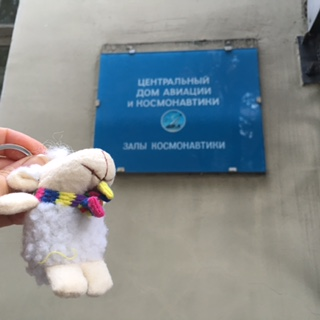 ЦЕНТРАЛЬНЫЙ
ДОМ АВИАЦИИ
и КОСМОНАВТИКИ
ЗАЛЫ КОСМОНАВТИКИ